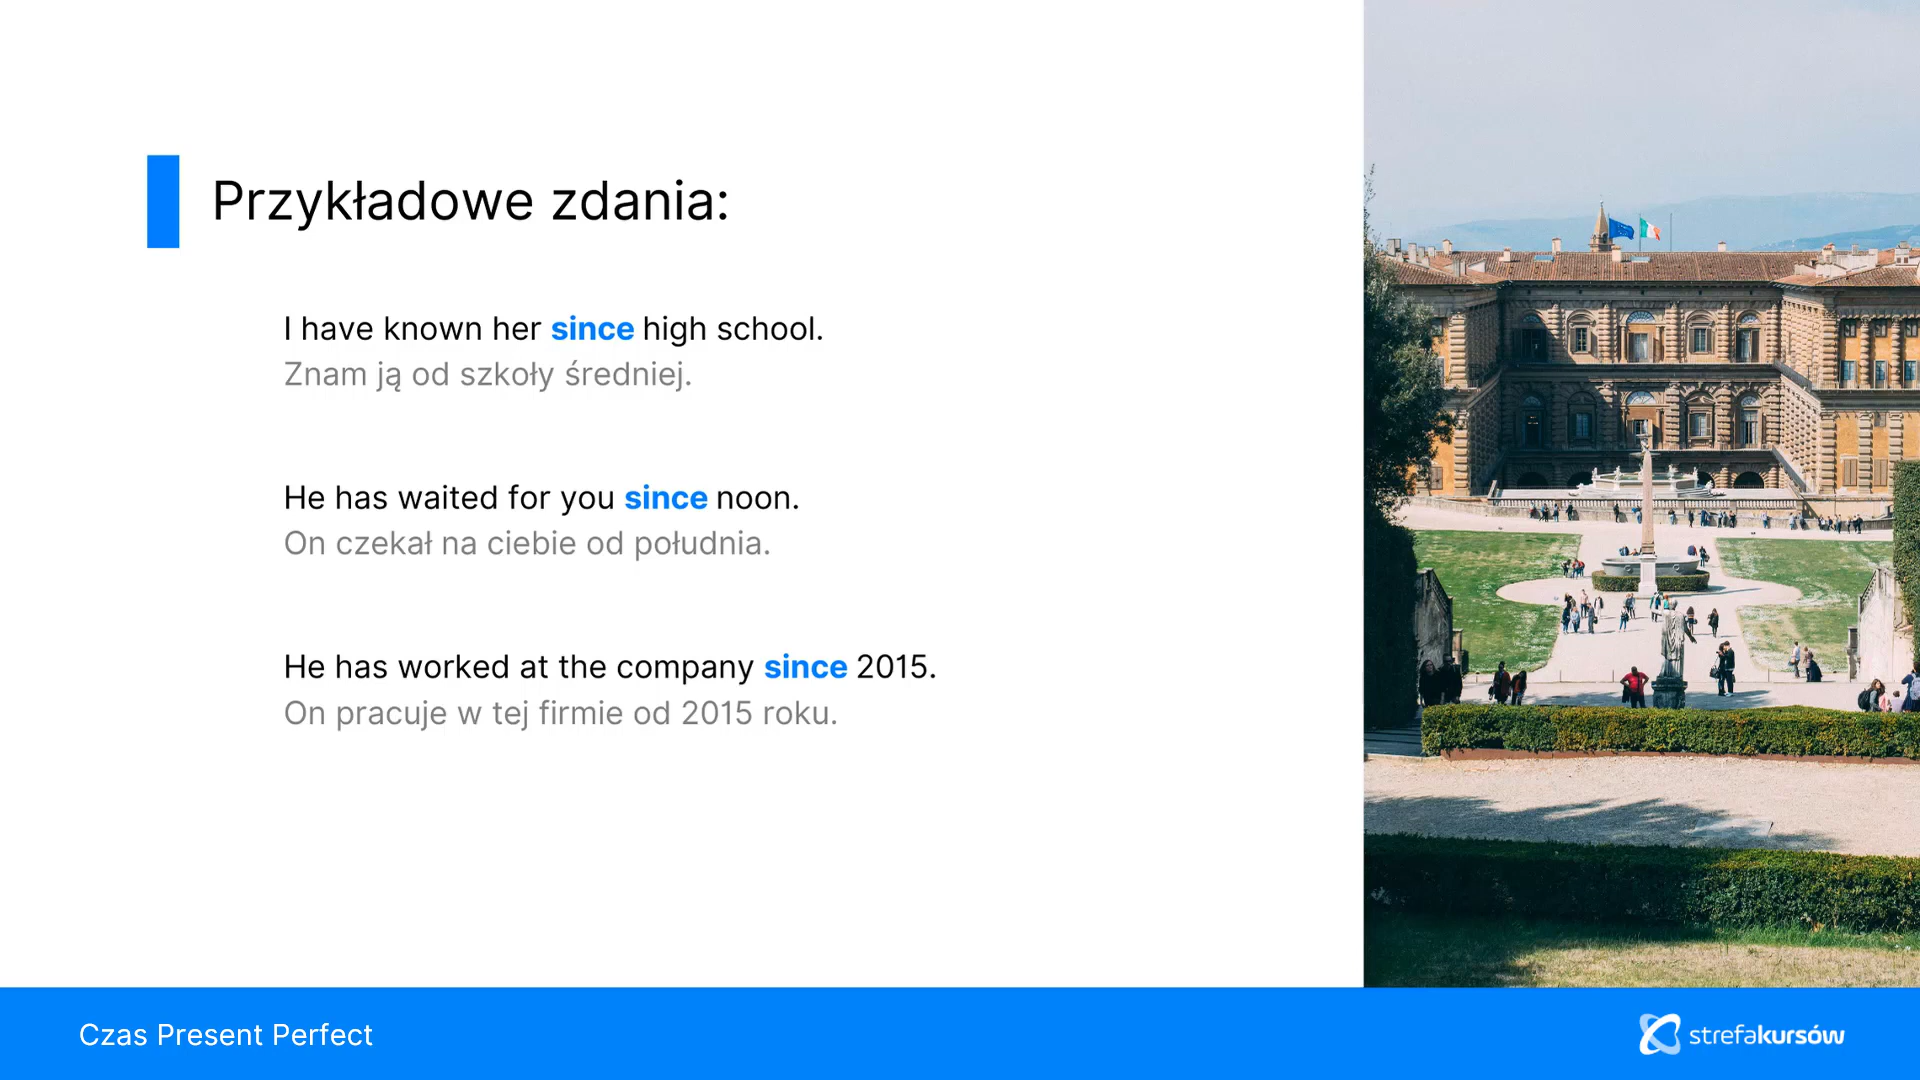 Przykładowe zdania:
I have known her since high school.
Znam ją od szkoły średniej.
He has waited for you since noon.
On czekał na ciebie od południa.
He has worked at the company since 2015.
On pracuje w tej firmie od 2015 roku.
Czas Present Perfect
strefakursów